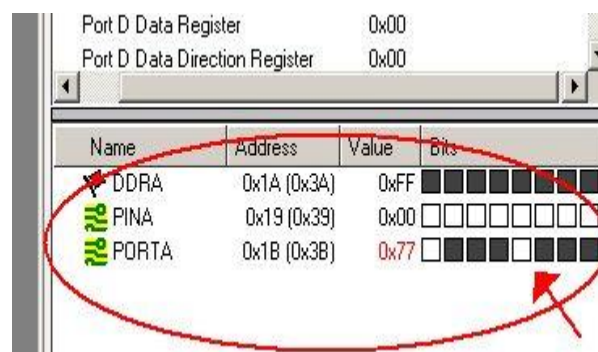 Port D Data Register 0x00
Port D Data Direction Register 0x00
Name Address Value Bits
DDRA 0x1A (0x3A) 0xFF
PINA 0x19 (0x39) 0x00
PORTA 0x1B (0x3B) 0x77